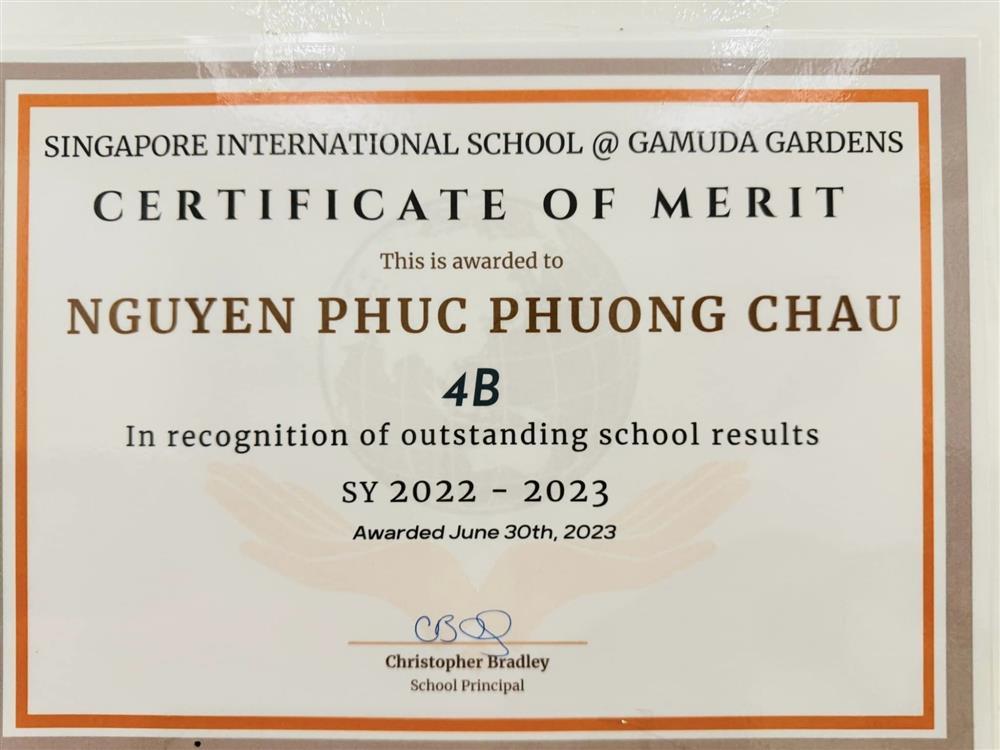 SINGAPORE INTERNATIONAL SCHOOL @ GAMUDA GARDENS
CERTIFICATE OF MERIT
This is awarded to
NGUYEN PHUC PHUONG CHAU
4B
In recognition of outstanding school results
SY 2022 - 2023
Awarded June 30th, 2023
Christopher Bradley
School Principal